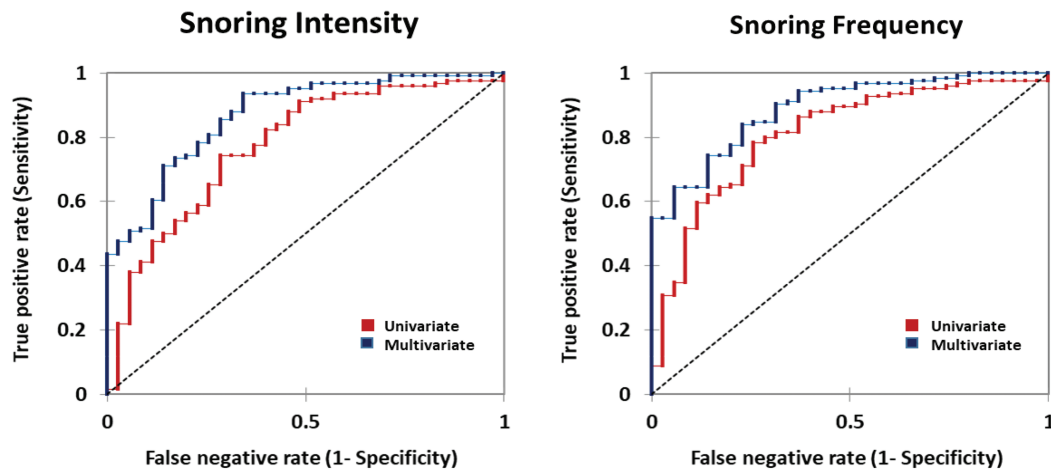 Snoring Intensity
True positive rate (Sensitivity)
1
0.8
0.6
0.4
0.2
0
0
0.5
1
Univariate
Multivariate
False negative rate (1- Specificity)
Snoring Frequency
True positive rate (Sensitivity)
1
0.8
0.6
0.4
0.2
0
0
0.5
1
Univariate
Multivariate
False negative rate (1- Specificity)